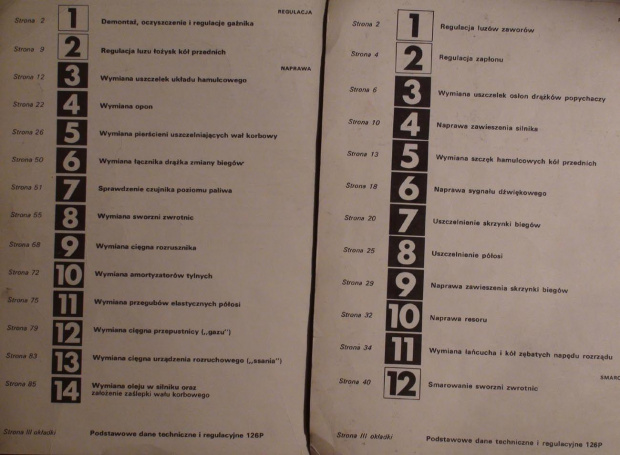 REGULACJA
Strona 2 1 Demontaż, oczyszczenie i regulacje gaźnika
Strona 9 2 Regulacja luzu łożysk kół przednich
NAPRAWA
Strona 12 3 Wymiana uszczelek układu hamulcowego
Strona 22 4 Wymiana opon
Strona 26 5 Wymiana pierścieni uszczelniających wał korbowy
Strona 50 6 Wymiana łącznika drążka zmiany biegów
Strona 51 7 Sprawdzenie czujnika poziomu paliwa
Strona 55 8 Wymiana sworzni zwrotnic
Strona 68 9 Wymiana cięgna rozrusznika
Strona 72 10 Wymiana amortyzatorów tylnych
Strona 75 11 Wymiana przegubów elastycznych półosi
Strona 79 12 Wymiana cięgna przepustnicy („gazu")
Strona 83 13 Wymiana cięgna urządzenia rozruchowego („ssania")
Strona 85 14 Wymiana oleju w silniku oraz
założenie zaślepki wału korbowego
Strona III okładki Podstawowe dane techniczne i regulacyjne 126P
Strona 2 1 Regulacja luzów zaworów
Strona 4 2 Regulacja zapłonu
Strona 6 3 Wymiana uszczelek osłon drążków popychaczy
Strona 10 4 Naprawa zawieszenia silnika
Strona 13 5 Wymiana szczęk hamulcowych kół przednich
Strona 18 6 Naprawa sygnału dźwiękowego
Strona 20 7 Uszczelnienie skrzynki biegów
Strona 25 8 Uszczelnienie półosi
Strona 29 9 Naprawa zawieszenia skrzynki biegów
Strona 32 10 Naprawa resoru
Strona 34 11 Wymiana łańcucha i kół zębatych napędu rozrządu
SMARO
Strona 40 12 Smarowanie sworzni zwrotnic
Strona III okładki Podstawowe dane techniczne i regulacyjne 126P